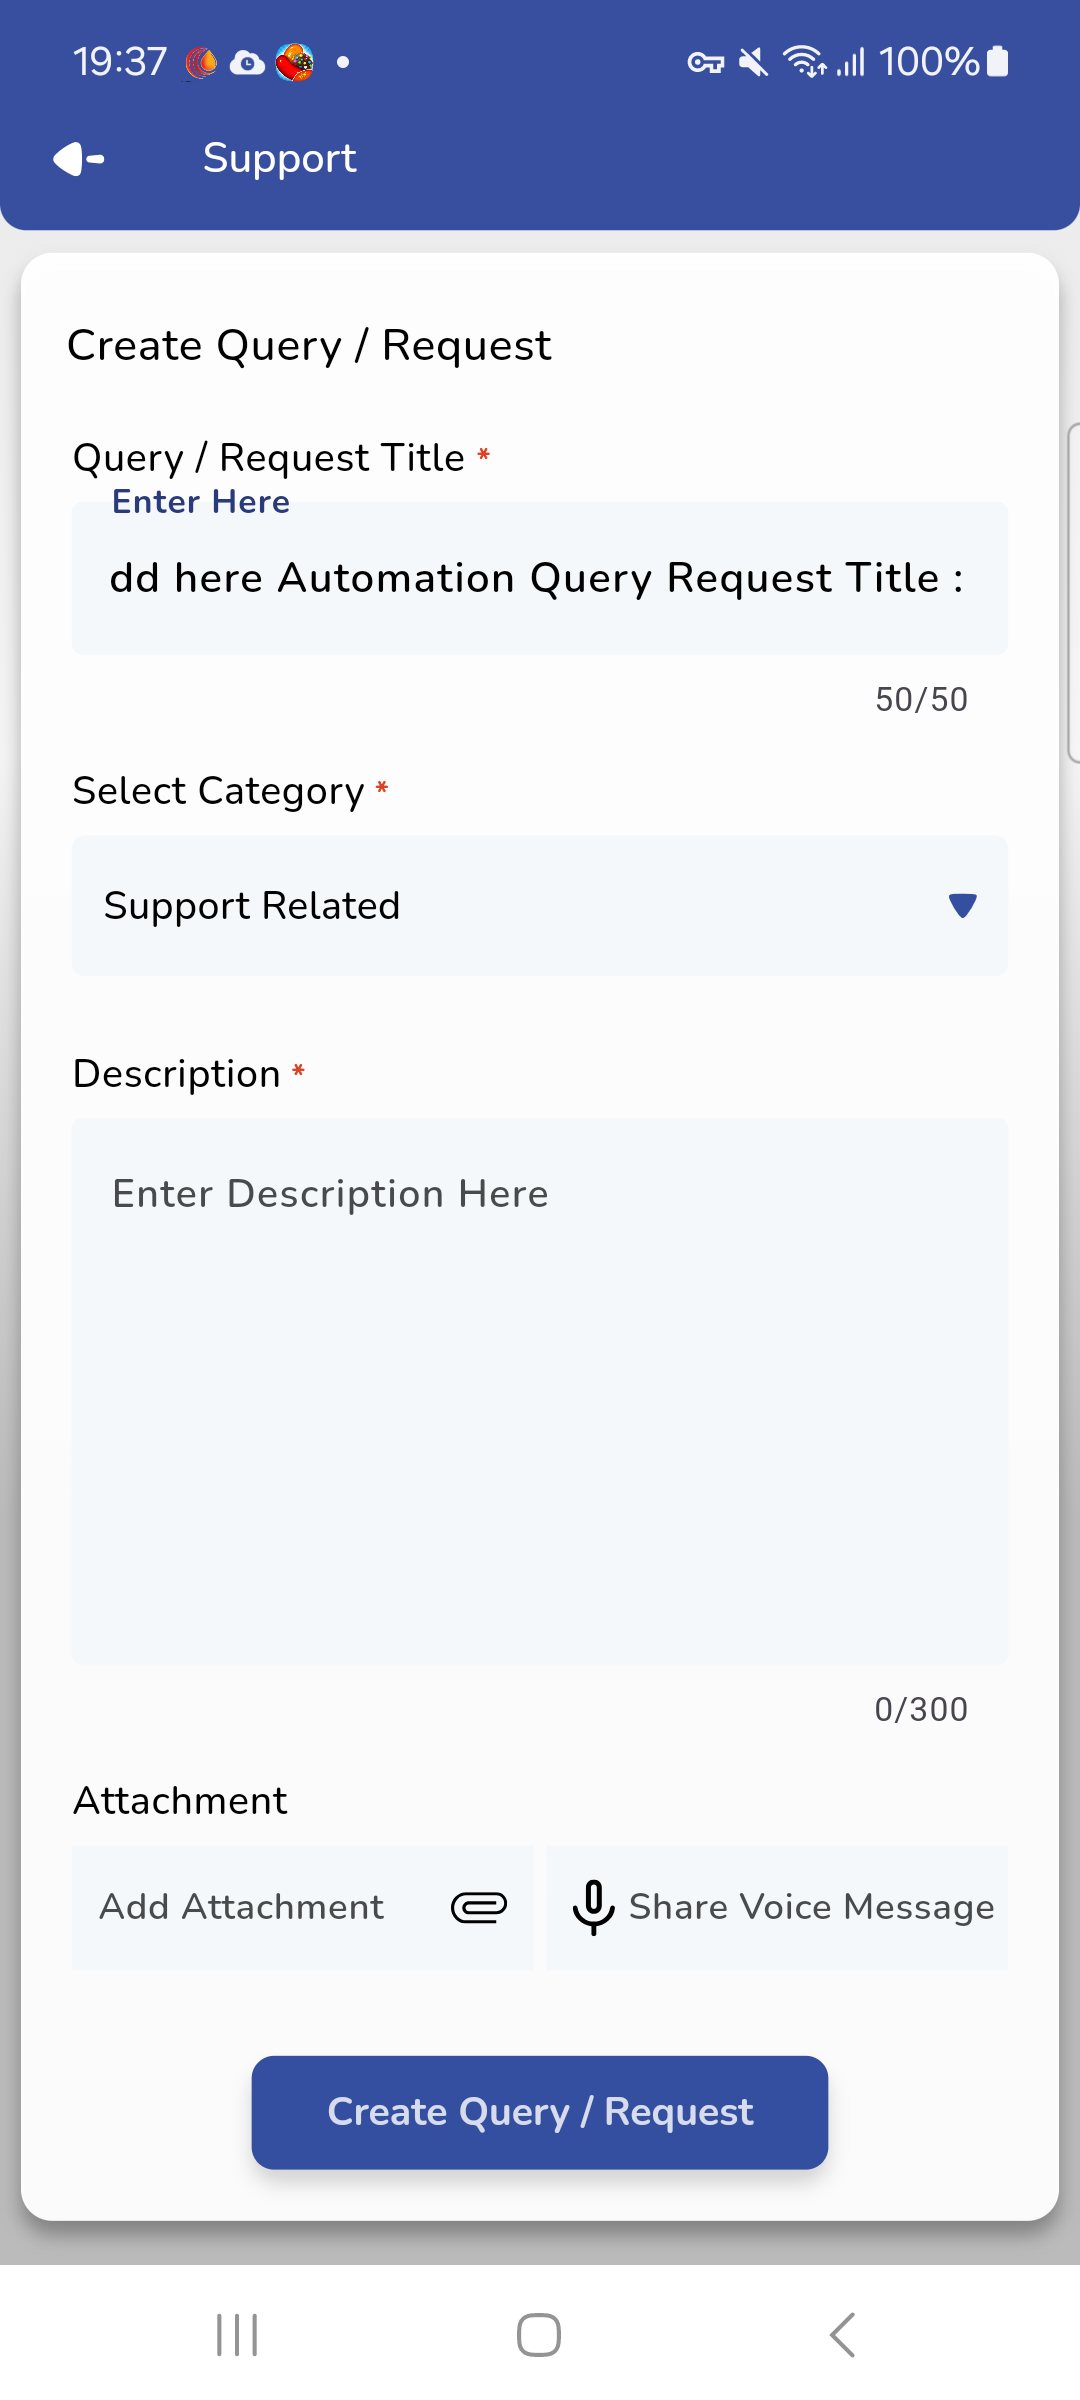 19:37
100%
Support
Create Query / Request
Query / Request Title *
Enter Here
dd here Automation Query Request Title :
50/50
Select Category *
Support Related
Description *
Enter Description Here
0/300
Attachment
Add Attachment
Share Voice Message
Create Query / Request